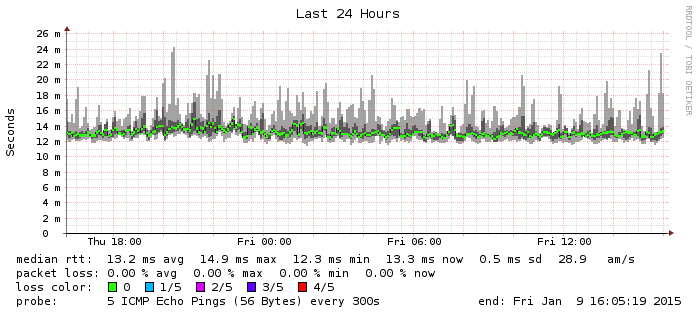 Last 24 Hours
RRDTOOL / TOBI OETIKER
Seconds
26 m
24 m
22 m
20 m
18 m
16 m
14 m
12 m
10 m
8 m
6 m
4 m
2 m
0
Thu 18:00 Fri 00:00 Fri 06:00 Fri 12:00
median rtt: 13.2 ms avg 14.9 ms max 12.3 ms min 13.3 ms now 0.5 ms sd 28.9 am/s
packet loss: 0.00 % avg 0.00 % max 0.00 % min 0.00 % now
loss color: 0 1/5 2/5 3/5 4/5
probe: 5 ICMP Echo Pings (56 Bytes) every 300s end: Fri Jan 9 16:05:19 2015